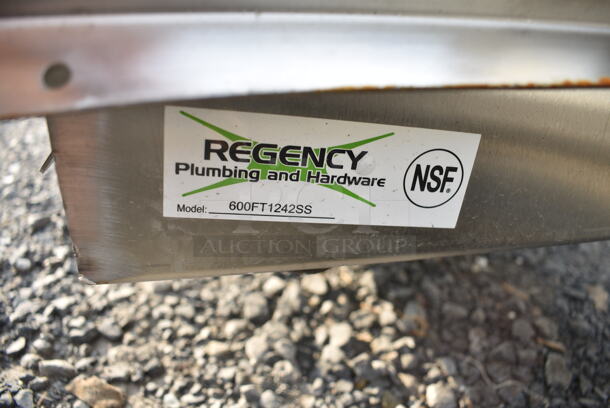 REGENCY
Plumbing and Hardware
NSF®
Model: 600FT1242SS
AUCTION GROUP